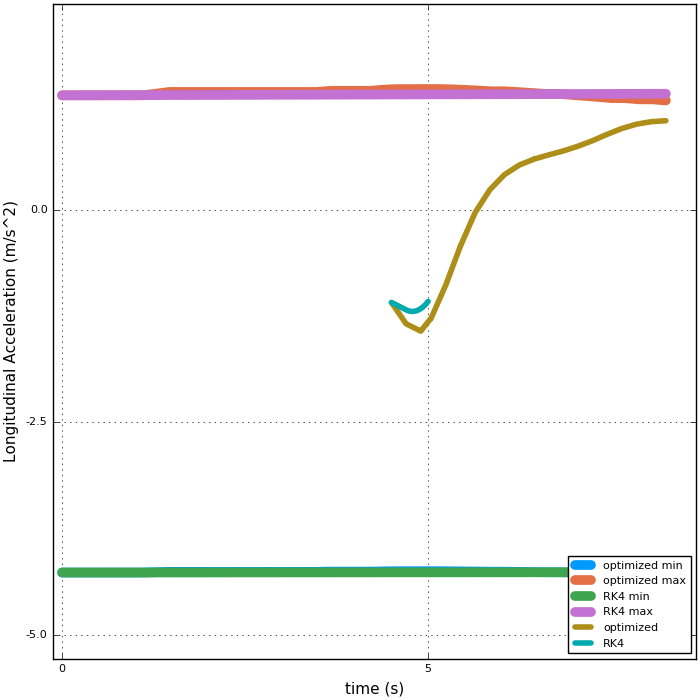 Longitudinal Acceleration (m/s^2)
0.0
-2.5
-5.0
0
5
time (s)
optimized min
optimized max
RK4 min
RK4 max
optimized
RK4